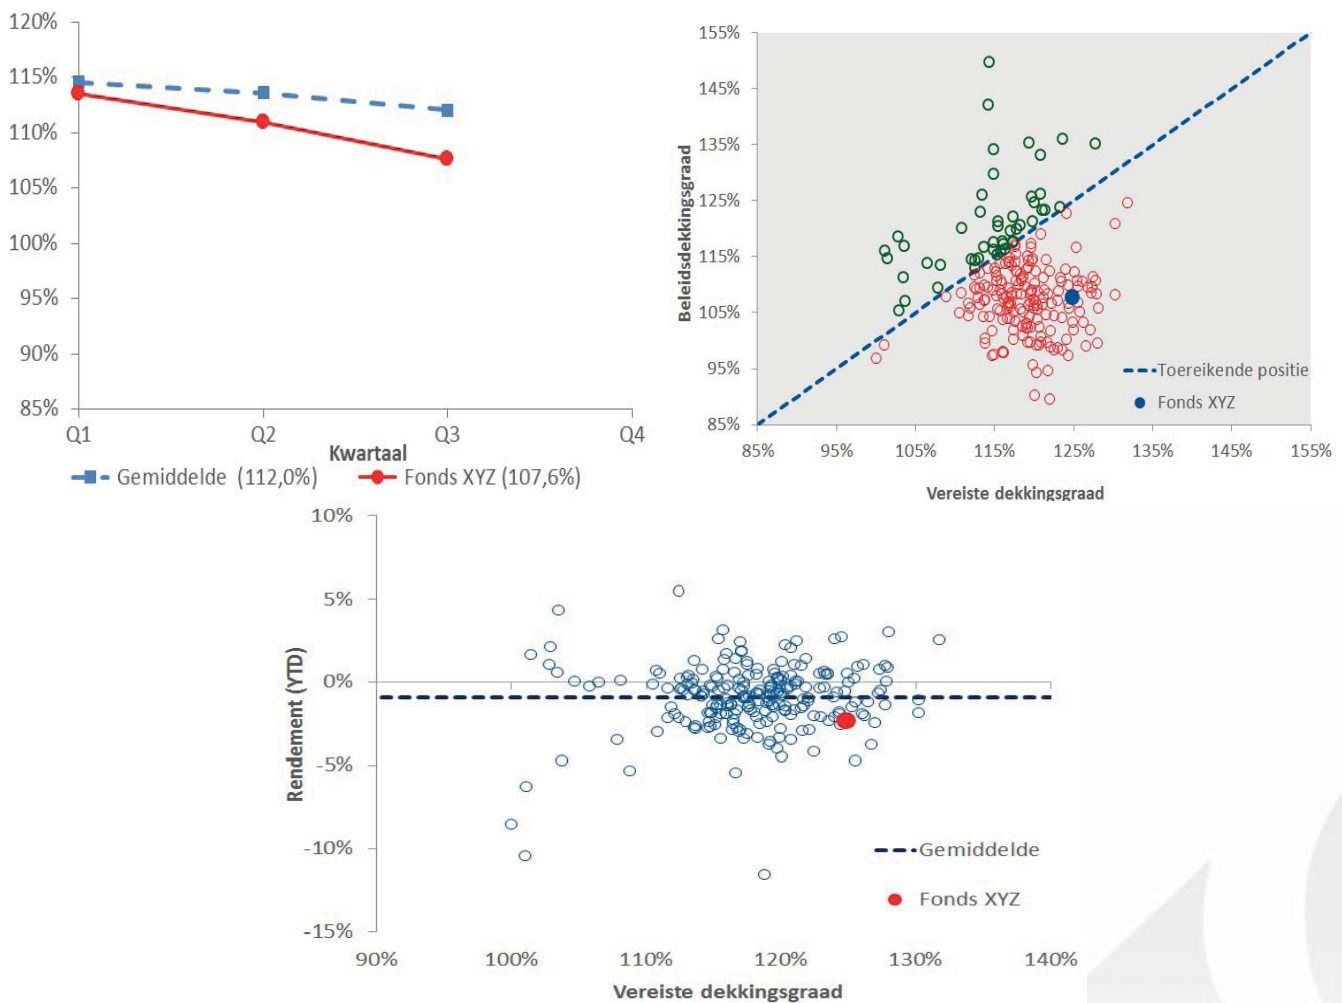 120%
115%
110%
105%
100%
95%
90%
85%
Q1 Q2 Q3 Q4
Kwartaal
Gemiddelde (112,0%) Fonds XYZ (107,6%)
155%
145%
135%
125%
115%
105%
95%
85%
Beleidsdekkingsgraad
Toereikende positie
Fonds XYZ
85% 95% 105% 115% 125% 135% 145% 155%
Vereiste dekkingsgraad
10%
5%
0%
-5%
-10%
-15%
Rendement (YTD)
Gemiddelde
Fonds XYZ
90% 100% 110% 120% 130% 140%
Vereiste dekkingsgraad